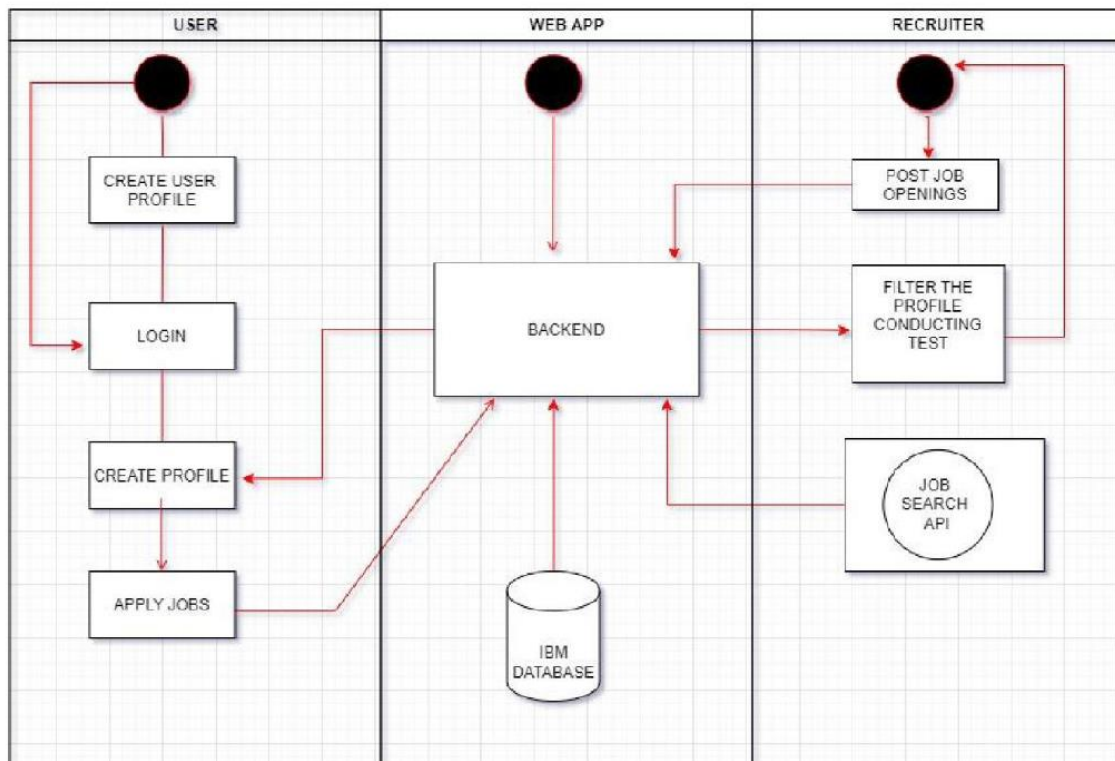 USER
WEB APP
RECRUITER
CREATE USER
PROFILE
LOGIN
CREATE PROFILE
APPLY JOBS
BACKEND
IBM
DATABASE
POST JOB
OPENINGS
FILTER THE
PROFILE
CONDUCTING
TEST
JOB
SEARCH
API